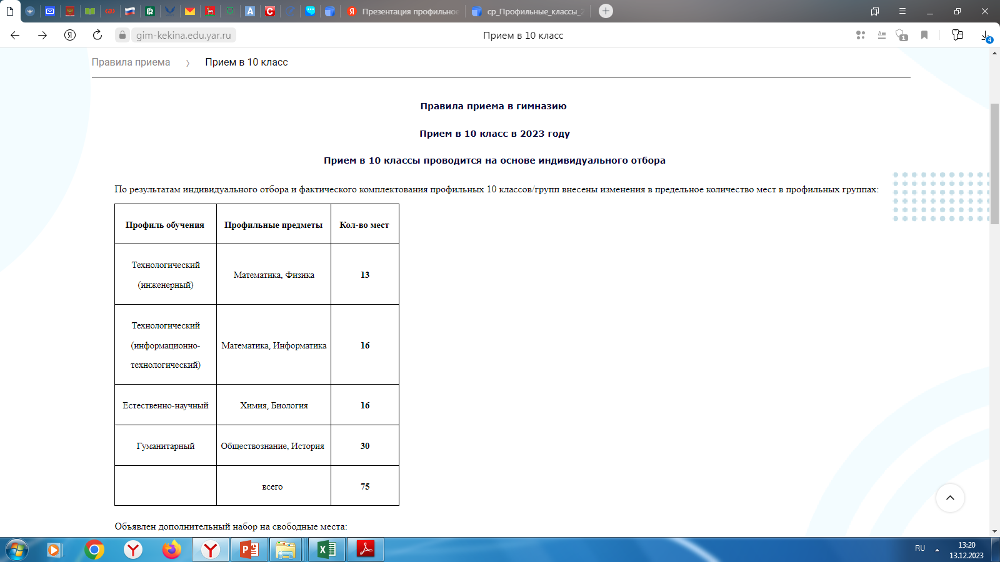 Презентация профильное
ср_Профильные_классы_2
gim-kekina.edu.yar.ru
Прием в 10 класс
1
4
Правила приема
Прием в 10 класс
Правила приема в гимназию
Прием в 10 класс в 2023 году
Прием в 10 классы проводится на основе индивидуального отбора
По результатам индивидуального отбора и фактического комплектования профильных 10 классов/групп внесены изменения в предельное количество мест в профильных группах:
Профиль обучения
Профильные предметы
Кол-во мест
Технологический
(инженерный)
Математика, Физика
13
Технологический
(информационно-
технологический)
Математика, Информатика
16
Естественно-научный
Химия, Биология
16
Гуманитарный
Обществознание, История
30
всего
75
Объявлен дополнительный набор на свободные места:
RU
13:20
13.12.2023